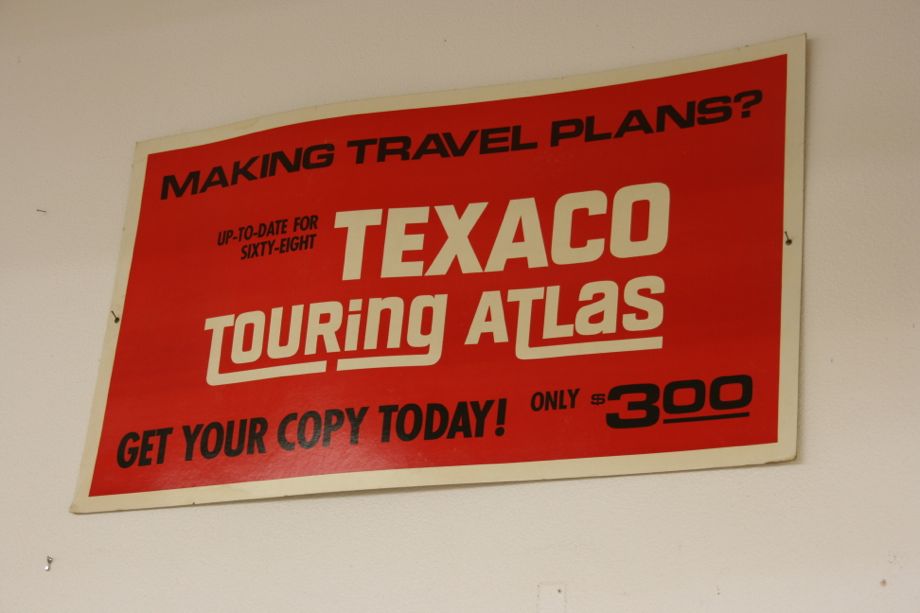 MAKING TRAVEL PLANS?
UP-TO-DATE FOR
SIXTY-EIGHT
TEXACO
TOURing ATLas
GET YOUR COPY TODAY! ONLY $300